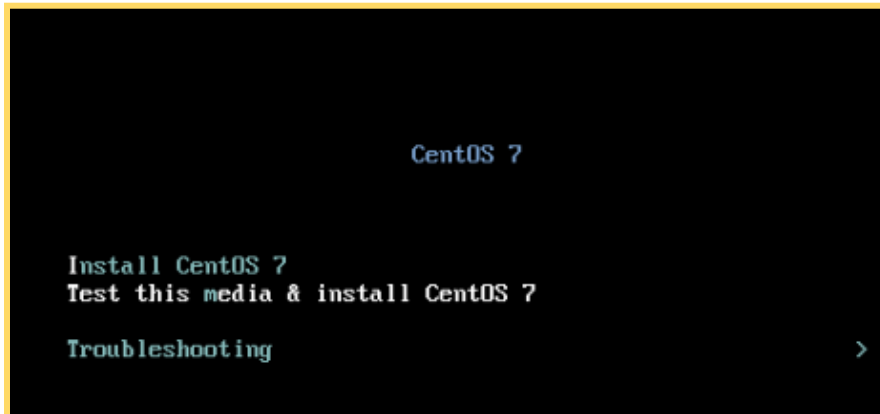 CentOS 7
Install CentOS 7
Test this media & install CentOS 7
Troubleshooting >